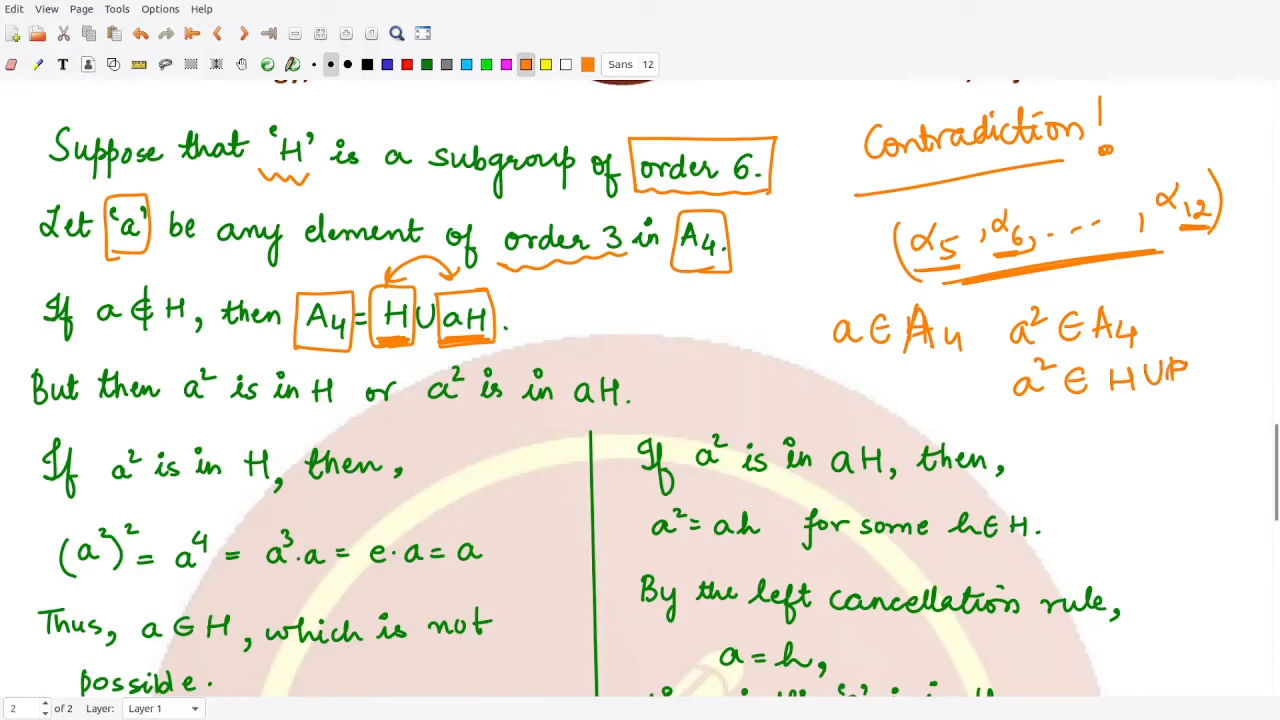 Edit View Page Tools Options Help
Sans 12
Suppose that 'H' is a subgroup of order 6.
Let 'a' be any element of order 3 in A₄.
If a ∉ H, then A₄ = H ∪ aH.
But then a² is in H or a² is in aH.
If a² is in H, then,
(a²)² = a⁴ = a³·a = e·a = a
Thus, a ∈ H, which is not
possible.
If a² is in aH, then,
a² = ah for some h ∈ H.
By the left cancellation rule,
a = h,
Contradiction!
(α₅, α₆, ..., α₁₂)
a ∈ A₄ a² ∈ A₄
a² ∈ H ∪
2 of 2 Layer: Layer 1